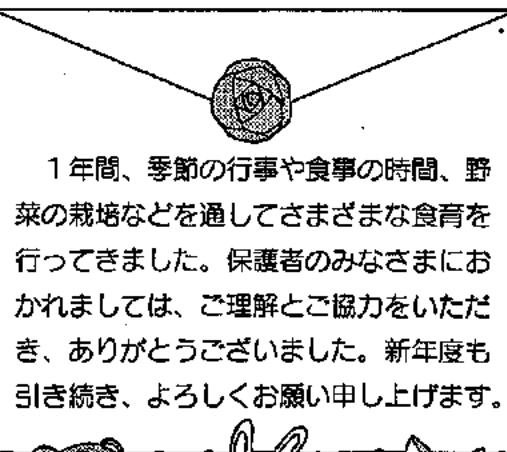 １年間、季節の行事や食事の時間、野
菜の栽培などを通してさまざまな食育を
行ってきました。保護者のみなさまにお
かれましては、ご理解とご協力をいただ
き、ありがとうございました。新年度も
引き続き、よろしくお願い申し上げます。